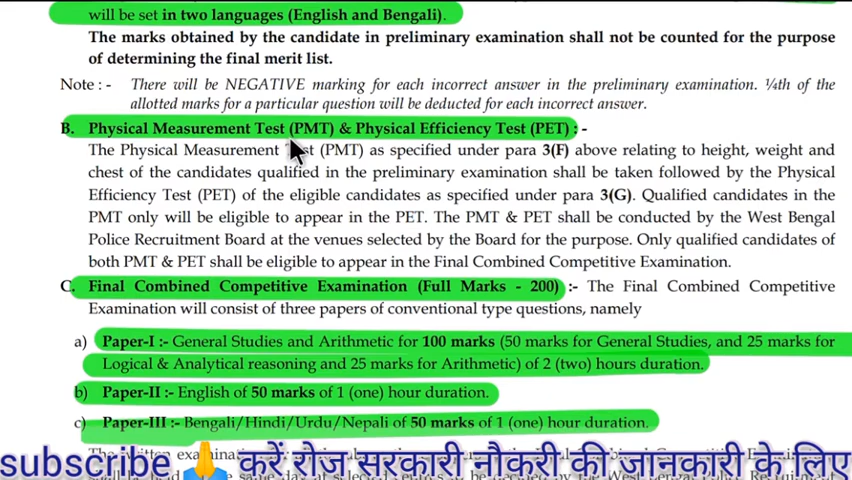 will be set in two languages (English and Bengali).
The marks obtained by the candidate in preliminary examination shall not be counted for the purpose
of determining the final merit list.
Note : - There will be NEGATIVE marking for each incorrect answer in the preliminary examination. ¼th of the
allotted marks for a particular question will be deducted for each incorrect answer.
B. Physical Measurement Test (PMT) & Physical Efficiency Test (PET) : -
The Physical Measurement Test (PMT) as specified under para 3(F) above relating to height, weight and
chest of the candidates qualified in the preliminary examination shall be taken followed by the Physical
Efficiency Test (PET) of the eligible candidates as specified under para 3(G). Qualified candidates in the
PMT only will be eligible to appear in the PET. The PMT & PET shall be conducted by the West Bengal
Police Recruitment Board at the venues selected by the Board for the purpose. Only qualified candidates of
both PMT & PET shall be eligible to appear in the Final Combined Competitive Examination.
C. Final Combined Competitive Examination (Full Marks - 200) :- The Final Combined Competitive
Examination will consist of three papers of conventional type questions, namely
a) Paper-I :- General Studies and Arithmetic for 100 marks (50 marks for General Studies, and 25 marks for
Logical & Analytical reasoning and 25 marks for Arithmetic) of 2 (two) hours duration.
b) Paper-II :- English of 50 marks of 1 (one) hour duration.
c) Paper-III :- Bengali/Hindi/Urdu/Nepali of 50 marks of 1 (one) hour duration.
subscribe 🙏 करें रोज सरकारी नौकरी की जानकारी के लिए